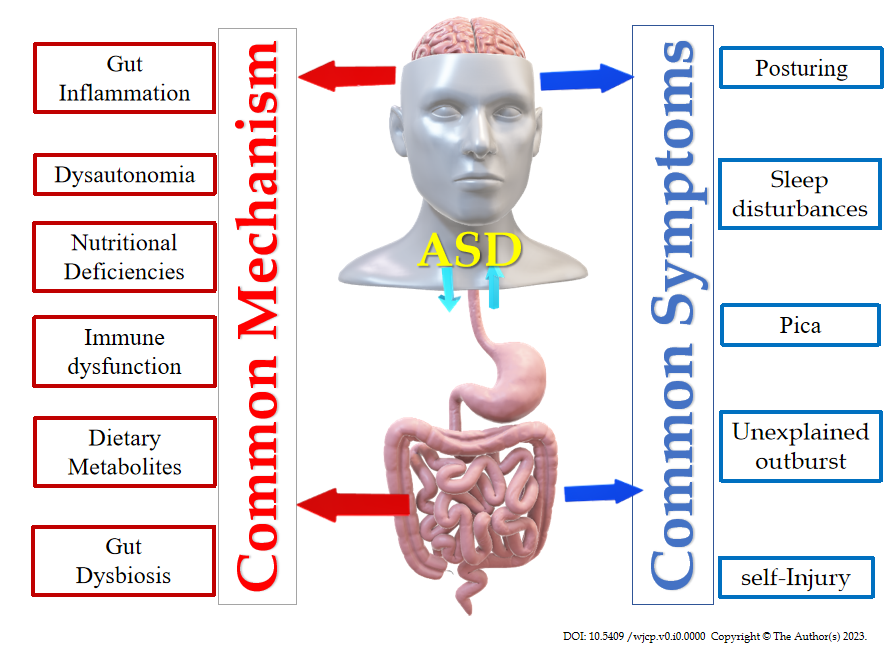 Gut
Inflammation
Dysautonomia
Nutritional
Deficiencies
Immune
dysfunction
Dietary
Metabolites
Gut
Dysbiosis
Common Mechanism
ASD
Common Symptoms
Posturing
Sleep
disturbances
Pica
Unexplained
outburst
self-Injury
DOI: 10.5409 /wjcp.v0.i0.0000 Copyright © The Author(s) 2023.